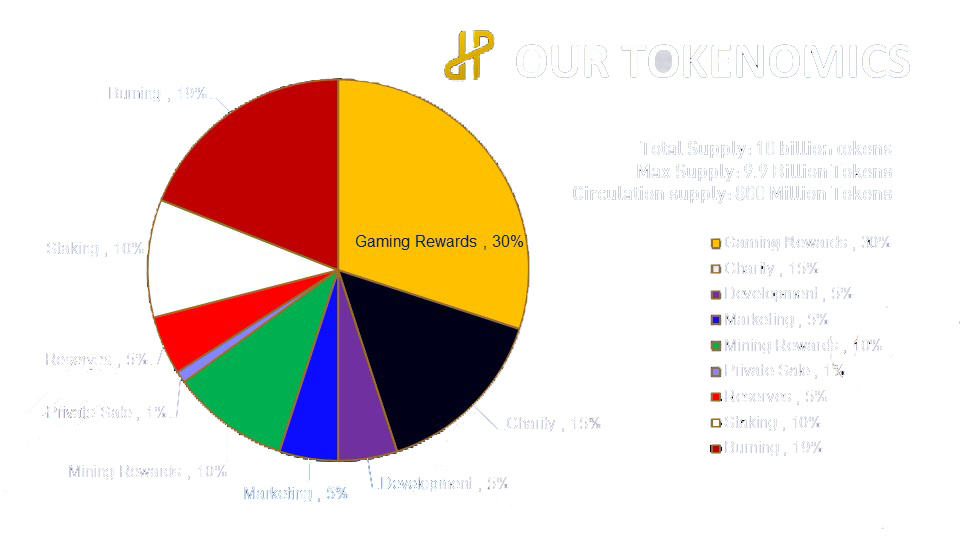 OUR TOKENOMICS
Total Supply: 10 billion tokens
Max Supply: 9.9 Billion Tokens
Circulation supply: 800 Million Tokens
Burning , 19%
Staking , 10%
Reserves , 5%
Private Sale , 1%
Mining Rewards , 10%
Marketing , 5%
Development , 5%
Charity , 15%
Gaming Rewards , 30%
Gaming Rewards , 30%
Charity , 15%
Development , 5%
Marketing , 5%
Mining Rewards , 10%
Private Sale , 1%
Reserves , 5%
Staking , 10%
Burning , 19%